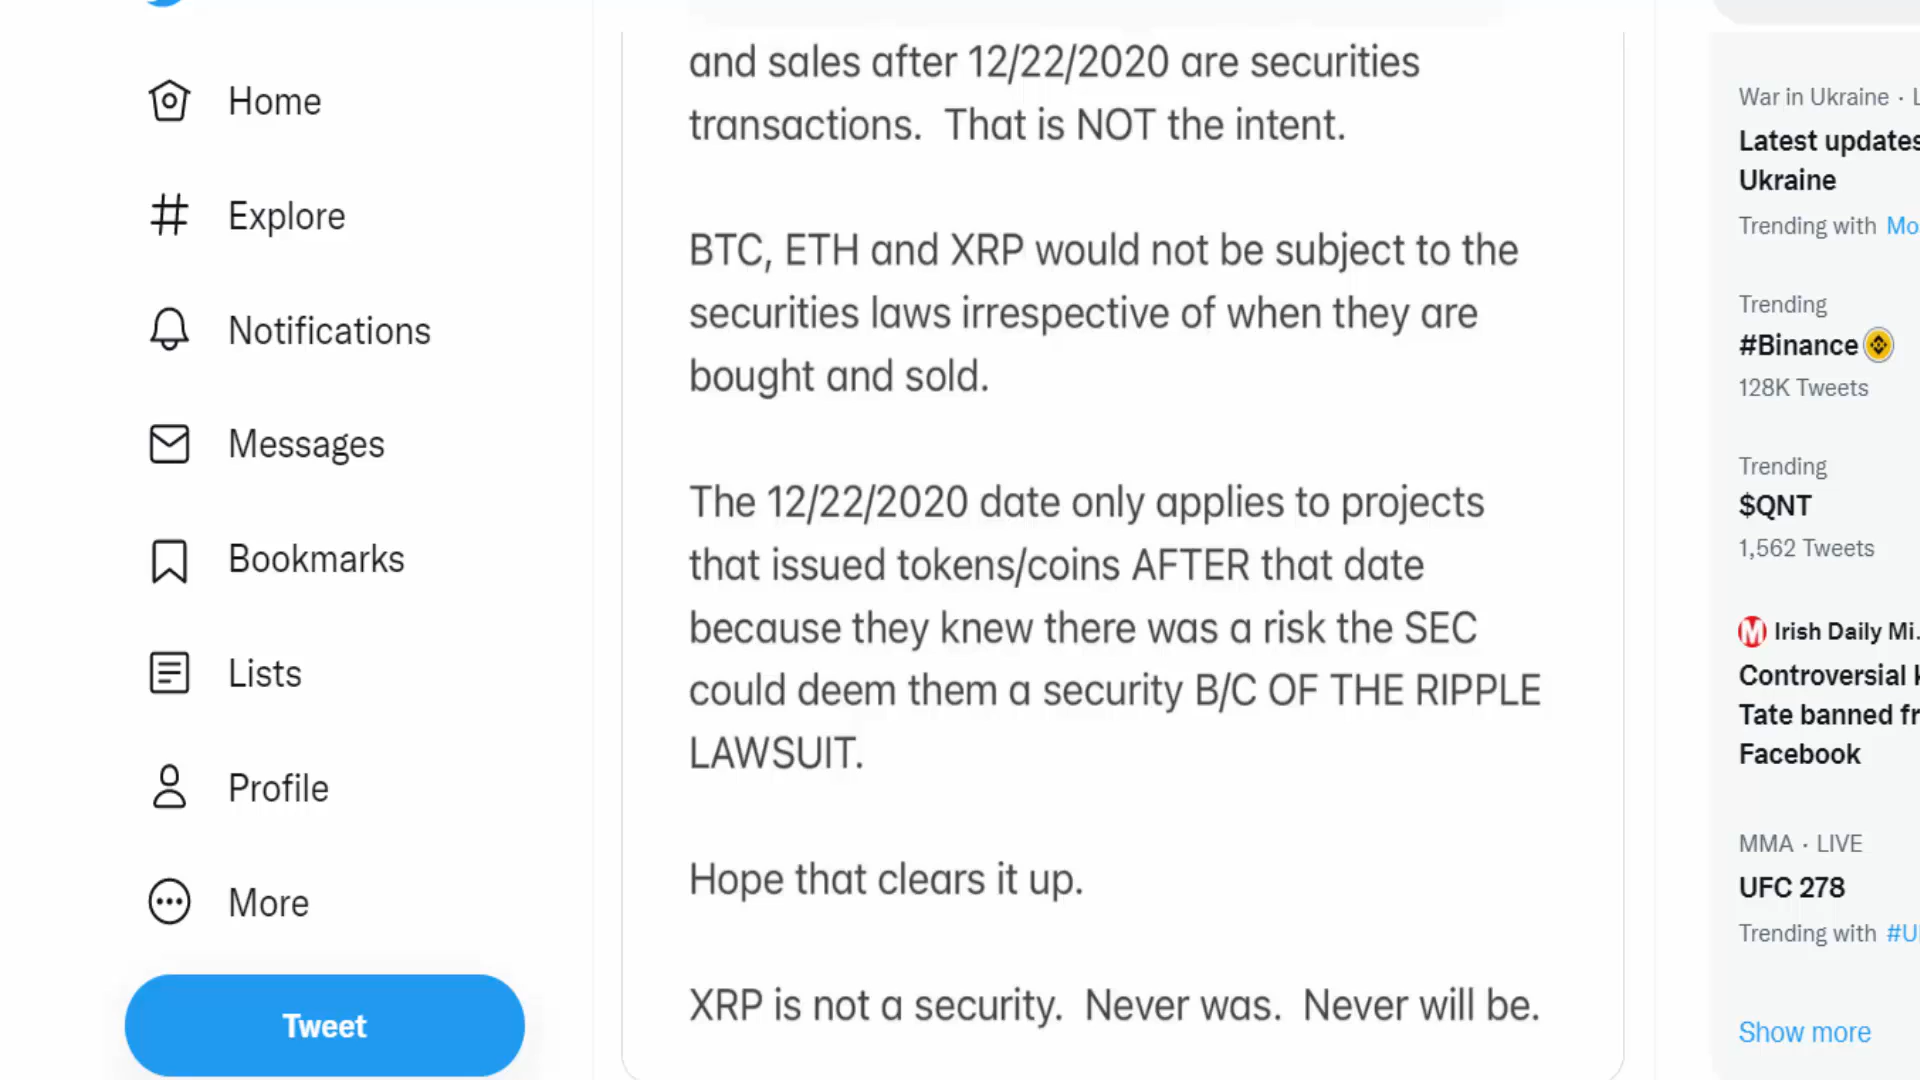 Home
Explore
Notifications
Messages
Bookmarks
Lists
Profile
More
Tweet
and sales after 12/22/2020 are securities
transactions. That is NOT the intent.
BTC, ETH and XRP would not be subject to the
securities laws irrespective of when they are
bought and sold.
The 12/22/2020 date only applies to projects
that issued tokens/coins AFTER that date
because they knew there was a risk the SEC
could deem them a security B/C OF THE RIPPLE
LAWSUIT.
Hope that clears it up.
XRP is not a security. Never was. Never will be.
War in Ukraine · L
Latest updates
Ukraine
Trending with Mo
Trending
#Binance
128K Tweets
Trending
$QNT
1,562 Tweets
M Irish Daily Mi...
Controversial k
Tate banned fr
Facebook
MMA · LIVE
UFC 278
Trending with #U
Show more